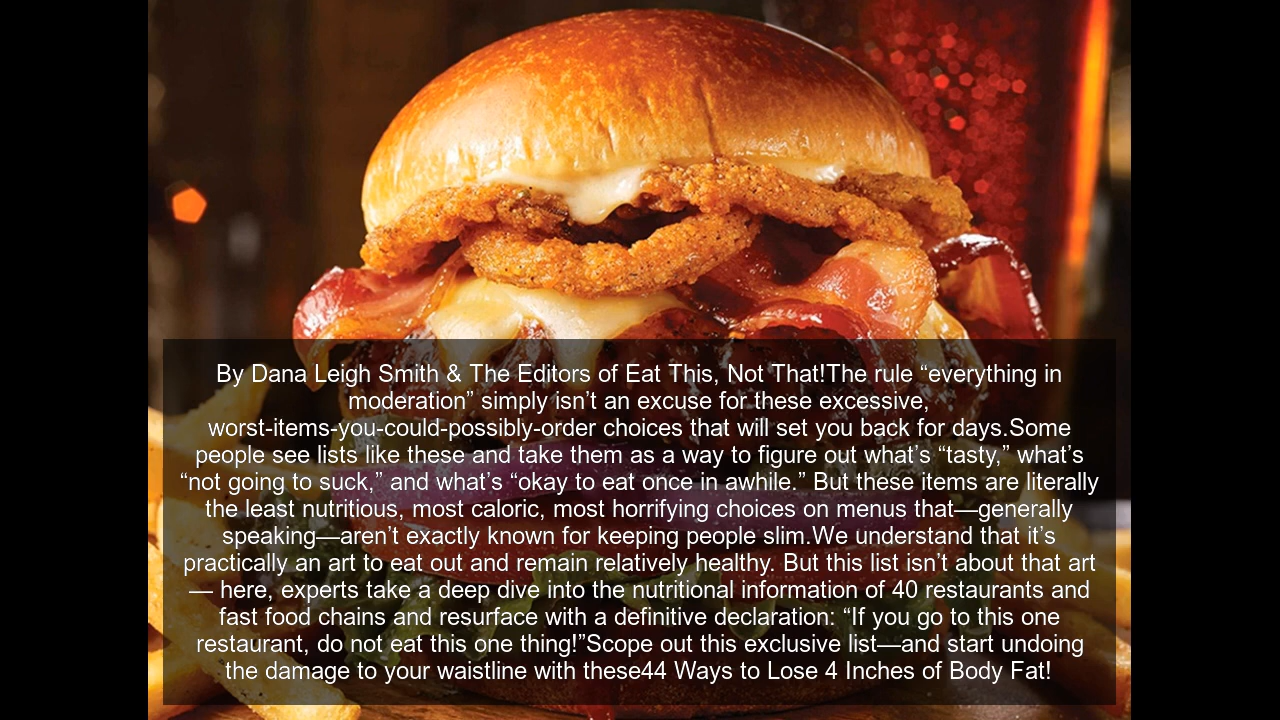 By Dana Leigh Smith & The Editors of Eat This, Not That!The rule “everything in
moderation” simply isn’t an excuse for these excessive,
worst-items-you-could-possibly-order choices that will set you back for days.Some
people see lists like these and take them as a way to figure out what’s “tasty,” what’s
“not going to suck,” and what’s “okay to eat once in awhile.” But these items are literally
the least nutritious, most caloric, most horrifying choices on menus that—generally
speaking—aren’t exactly known for keeping people slim.We understand that it’s
practically an art to eat out and remain relatively healthy. But this list isn’t about that art
— here, experts take a deep dive into the nutritional information of 40 restaurants and
fast food chains and resurface with a definitive declaration: “If you go to this one
restaurant, do not eat this one thing!”Scope out this exclusive list—and start undoing
the damage to your waistline with these44 Ways to Lose 4 Inches of Body Fat!